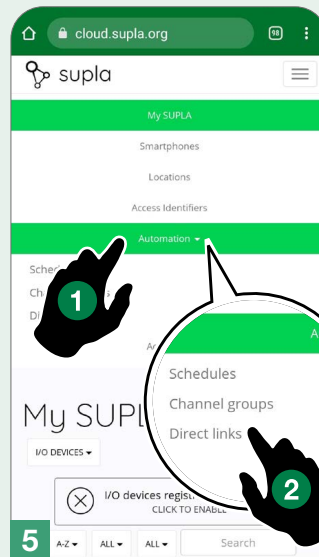 cloud.supla.org
98
supla
My SUPLA
Smartphones
Locations
Access Identifiers
Automation
1
Schedules
Channel groups
Direct links
2
My SUPL
I/O DEVICES
I/O devices regist
CLICK TO ENABLE
5
A-Z
ALL
ALL
Search